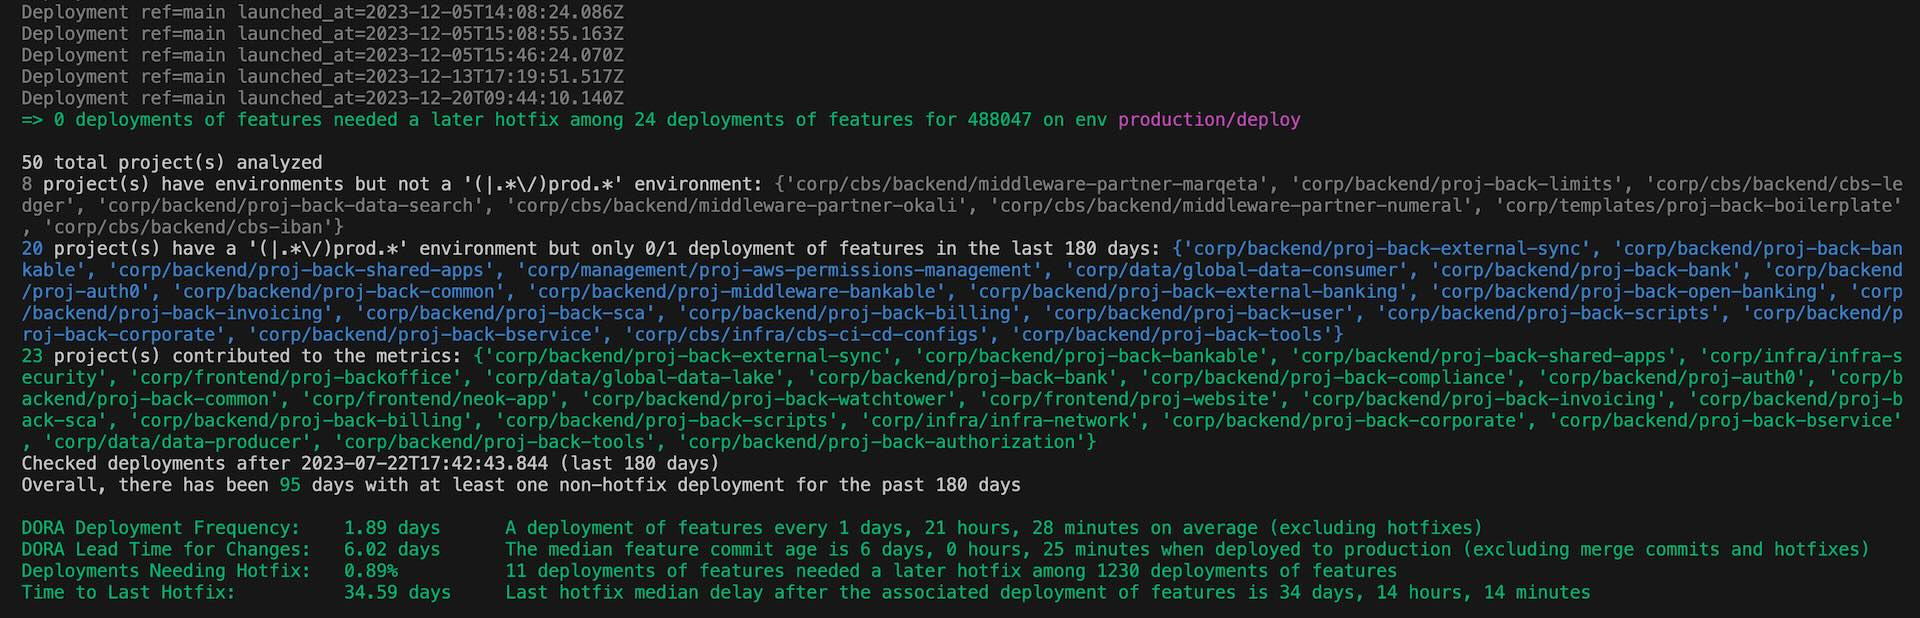 Deployment ref=main launched_at=2023-12-05T14:08:24.086Z
Deployment ref=main launched_at=2023-12-05T15:08:55.163Z
Deployment ref=main launched_at=2023-12-05T15:46:24.070Z
Deployment ref=main launched_at=2023-12-13T17:19:51.517Z
Deployment ref=main launched_at=2023-12-20T09:44:10.140Z
=> 0 deployments of features needed a later hotfix among 24 deployments of features for 488047 on env production/deploy
50 total project(s) analyzed
8 project(s) have environments but not a '(|.*\/)prod.*' environment: {'corp/cbs/backend/middleware-partner-marqeta', 'corp/backend/proj-back-limits', 'corp/cbs/backend/cbs-le
dger', 'corp/backend/proj-back-data-search', 'corp/cbs/backend/middleware-partner-okali', 'corp/cbs/backend/middleware-partner-numeral', 'corp/templates/proj-back-boilerplate'
, 'corp/cbs/backend/cbs-iban'}
20 project(s) have a '(|.*\/)prod.*' environment but only 0/1 deployment of features in the last 180 days: {'corp/backend/proj-back-external-sync', 'corp/backend/proj-back-ban
kable', 'corp/backend/proj-back-shared-apps', 'corp/management/proj-aws-permissions-management', 'corp/data/global-data-consumer', 'corp/backend/proj-back-bank', 'corp/backend
/proj-auth0', 'corp/backend/proj-back-common', 'corp/backend/proj-middleware-bankable', 'corp/backend/proj-back-external-banking', 'corp/backend/proj-back-open-banking', 'corp
/backend/proj-back-invoicing', 'corp/backend/proj-back-sca', 'corp/backend/proj-back-billing', 'corp/backend/proj-back-user', 'corp/backend/proj-back-scripts', 'corp/backend/p
roj-back-corporate', 'corp/backend/proj-back-bservice', 'corp/cbs/infra/cbs-ci-cd-configs', 'corp/backend/proj-back-tools'}
23 project(s) contributed to the metrics: {'corp/backend/proj-back-external-sync', 'corp/backend/proj-back-bankable', 'corp/backend/proj-back-shared-apps', 'corp/infra/infra-s
ecurity', 'corp/frontend/proj-backoffice', 'corp/data/global-data-lake', 'corp/backend/proj-back-bank', 'corp/backend/proj-back-compliance', 'corp/backend/proj-auth0', 'corp/b
ackend/proj-back-common', 'corp/frontend/neok-app', 'corp/backend/proj-back-watchtower', 'corp/frontend/proj-website', 'corp/backend/proj-back-invoicing', 'corp/backend/proj-b
ack-sca', 'corp/backend/proj-back-billing', 'corp/backend/proj-back-scripts', 'corp/infra/infra-network', 'corp/backend/proj-back-corporate', 'corp/backend/proj-back-bservice'
, 'corp/data/data-producer', 'corp/backend/proj-back-tools', 'corp/backend/proj-back-authorization'}
Checked deployments after 2023-07-22T17:42:43.844 (last 180 days)
Overall, there has been 95 days with at least one non-hotfix deployment for the past 180 days
DORA Deployment Frequency: 1.89 days A deployment of features every 1 days, 21 hours, 28 minutes on average (excluding hotfixes)
DORA Lead Time for Changes: 6.02 days The median feature commit age is 6 days, 0 hours, 25 minutes when deployed to production (excluding merge commits and hotfixes)
Deployments Needing Hotfix: 0.89% 11 deployments of features needed a later hotfix among 1230 deployments of features
Time to Last Hotfix: 34.59 days Last hotfix median delay after the associated deployment of features is 34 days, 14 hours, 14 minutes